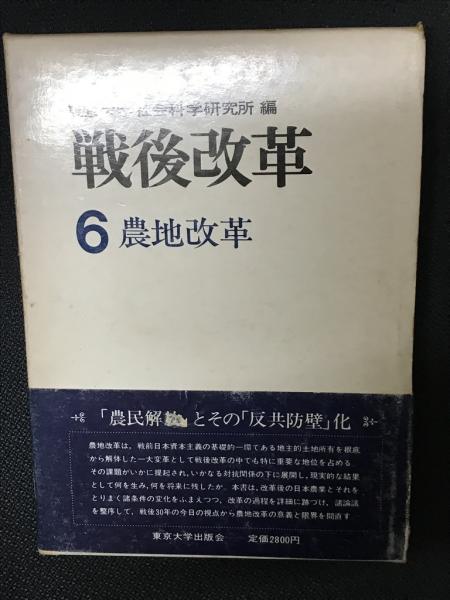 社会科学研究所 編
戦後改革
6 農地改革
「農民解放」とその「反共防壁」化
農地改革は、戦前日本資本主義の基礎的一環である地主的土地所有を根底
から解体した一大変革として戦後改革の中でも特に重要な地位を占める
その課題がいかに提起され、いかなる対抗関係の下に展開し、現実的な結果
として何を生み、何を将来に残したか。本書は、改革後の日本農業とそれを
とりまく諸条件の変化をふまえつつ、改革の過程を詳細に跡づけ、諸論議
を整序して、戦後30年の今日の視点から農地改革の意義と限界を問直す
東京大学出版会 定価2800円